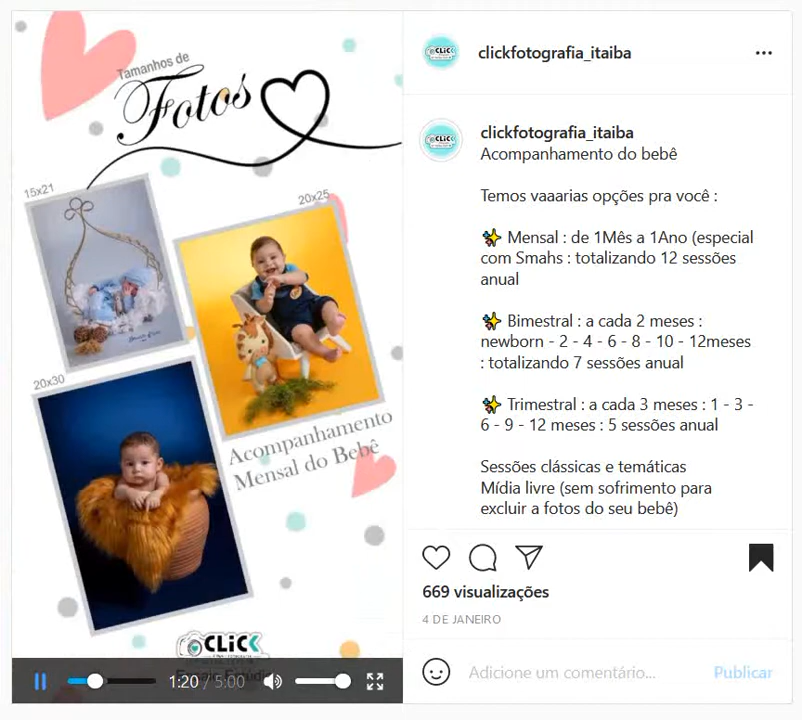 Tamanhos de
Fotos
15x21
20x25
20x30
Acompanhamento
Mensal do Bebê
CLiCK
1:20 / 5:00
clickfotografia_itaiba
clickfotografia_itaiba
Acompanhamento do bebê
Temos vaaarias opções pra você :
✨ Mensal : de 1Mês a 1Ano (especial
com Smahs : totalizando 12 sessões
anual
✨ Bimestral : a cada 2 meses :
newborn - 2 - 4 - 6 - 8 - 10 - 12meses
: totalizando 7 sessões anual
✨ Trimestral : a cada 3 meses : 1 - 3 -
6 - 9 - 12 meses : 5 sessões anual
Sessões clássicas e temáticas
Mídia livre (sem sofrimento para
excluir a fotos do seu bebê)
669 visualizações
4 DE JANEIRO
Adicione um comentário... Publicar